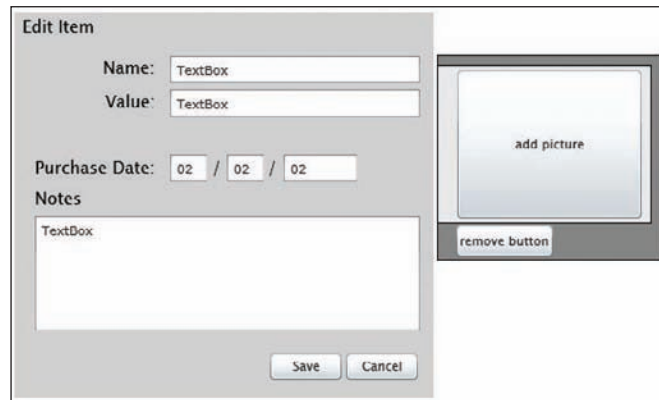 Edit Item
Name: TextBox
Value: TextBox
Purchase Date: 02 / 02 / 02
Notes
TextBox
Save Cancel
add picture
remove button